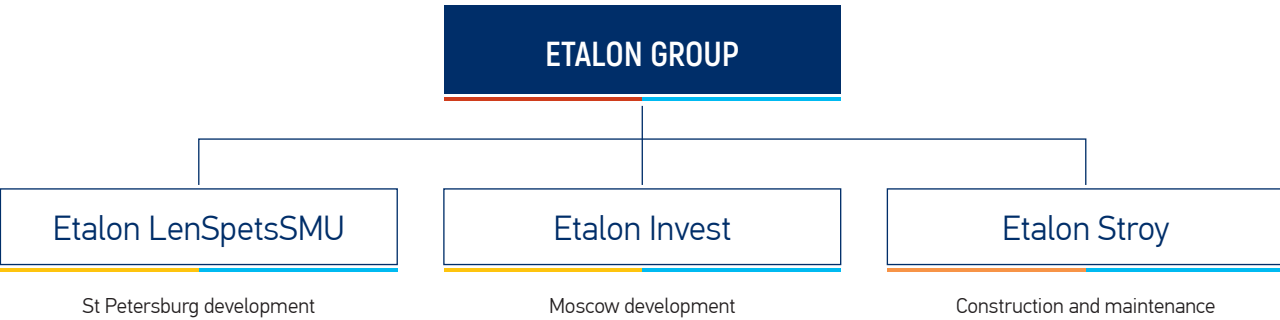 ETALON GROUP
Etalon LenSpetsSMU
Etalon Invest
Etalon Stroy
St Petersburg development
Moscow development
Construction and maintenance